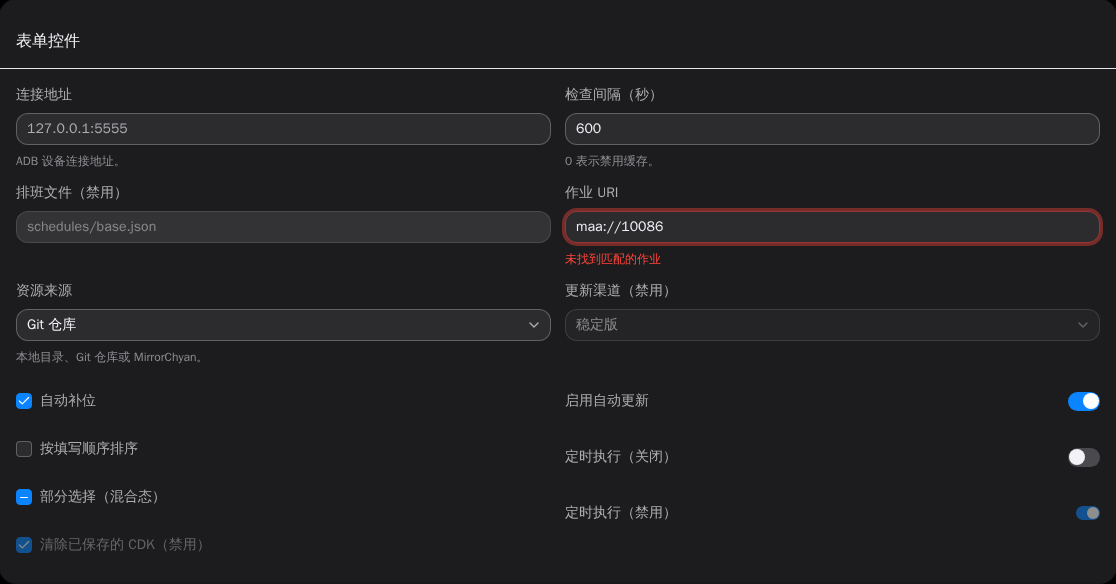 表单控件
连接地址
127.0.0.1:5555
ADB 设备连接地址。
检查间隔（秒）
600
0 表示禁用缓存。
排班文件（禁用）
schedules/base.json
作业 URI
maa://10086
未找到匹配的作业
资源来源
Git 仓库
本地目录、Git 仓库或 MirrorChyan。
更新渠道（禁用）
稳定版
自动补位
按填写顺序排序
部分选择（混合态）
清除已保存的 CDK（禁用）
启用自动更新
定时执行（关闭）
定时执行（禁用）